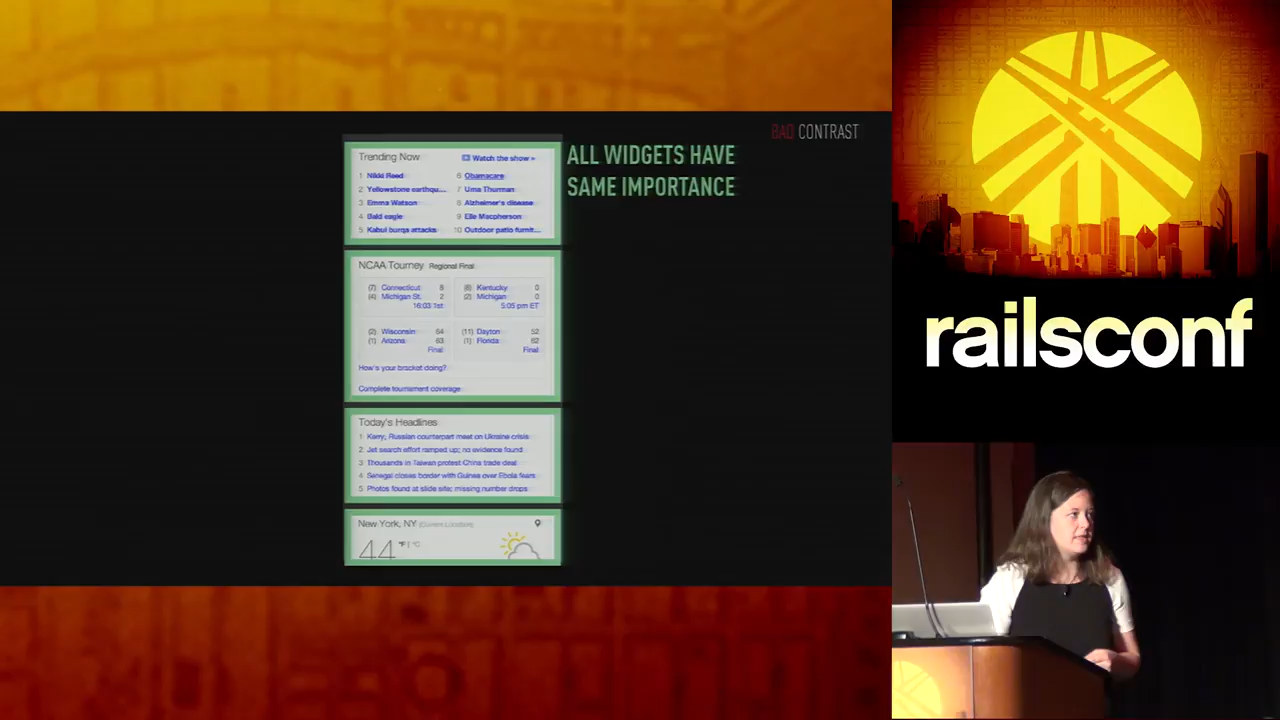 BAD CONTRAST
ALL WIDGETS HAVE
SAME IMPORTANCE
Trending Now
Watch the show »
1 Nikki Reed
2 Yellowstone earthqu...
3 Emma Watson
4 Bald eagle
5 Kabul burqa attacks
6 Obamacare
7 Uma Thurman
8 Alzheimer's disease
9 Elle Macpherson
10 Outdoor patio furnit...
NCAA Tourney Regional Final
(7) Connecticut 8
(4) Michigan St. 2
16:03 1st
(8) Kentucky 0
(2) Michigan 0
5:05 pm ET
(2) Wisconsin 64
(1) Arizona 63
Final
(11) Dayton 52
(1) Florida 62
Final
How's your bracket doing?
Complete tournament coverage
Today's Headlines
1 Kerry, Russian counterpart meet on Ukraine crisis
2 Jet search effort ramped up; no evidence found
3 Thousands in Taiwan protest China trade deal
4 Senegal closes border with Guinea over Ebola fears
5 Photos found at slide site; missing number drops
New York, NY (Current Location)
44 °F | °C
railsconf